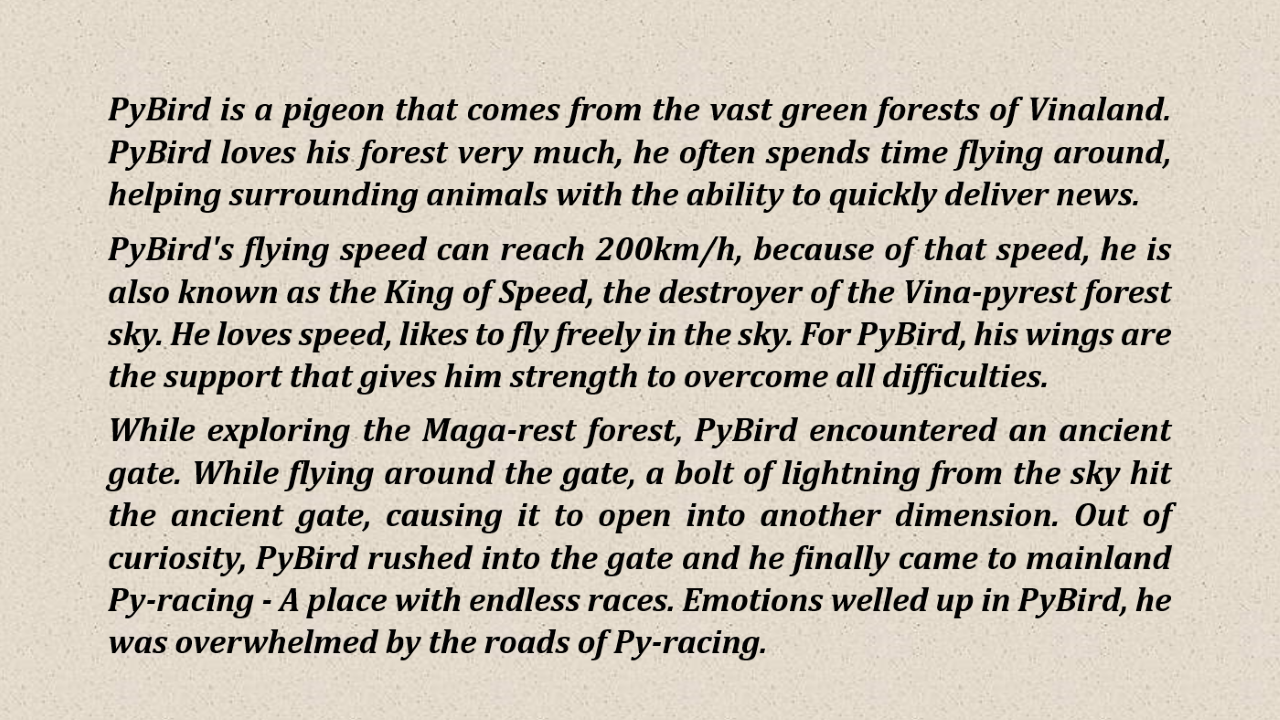 PyBird is a pigeon that comes from the vast green forests of Vinaland.
PyBird loves his forest very much, he often spends time flying around,
helping surrounding animals with the ability to quickly deliver news.
PyBird's flying speed can reach 200km/h, because of that speed, he is
also known as the King of Speed, the destroyer of the Vina-pyrest forest
sky. He loves speed, likes to fly freely in the sky. For PyBird, his wings are
the support that gives him strength to overcome all difficulties.
While exploring the Maga-rest forest, PyBird encountered an ancient
gate. While flying around the gate, a bolt of lightning from the sky hit
the ancient gate, causing it to open into another dimension. Out of
curiosity, PyBird rushed into the gate and he finally came to mainland
Py-racing - A place with endless races. Emotions welled up in PyBird, he
was overwhelmed by the roads of Py-racing.